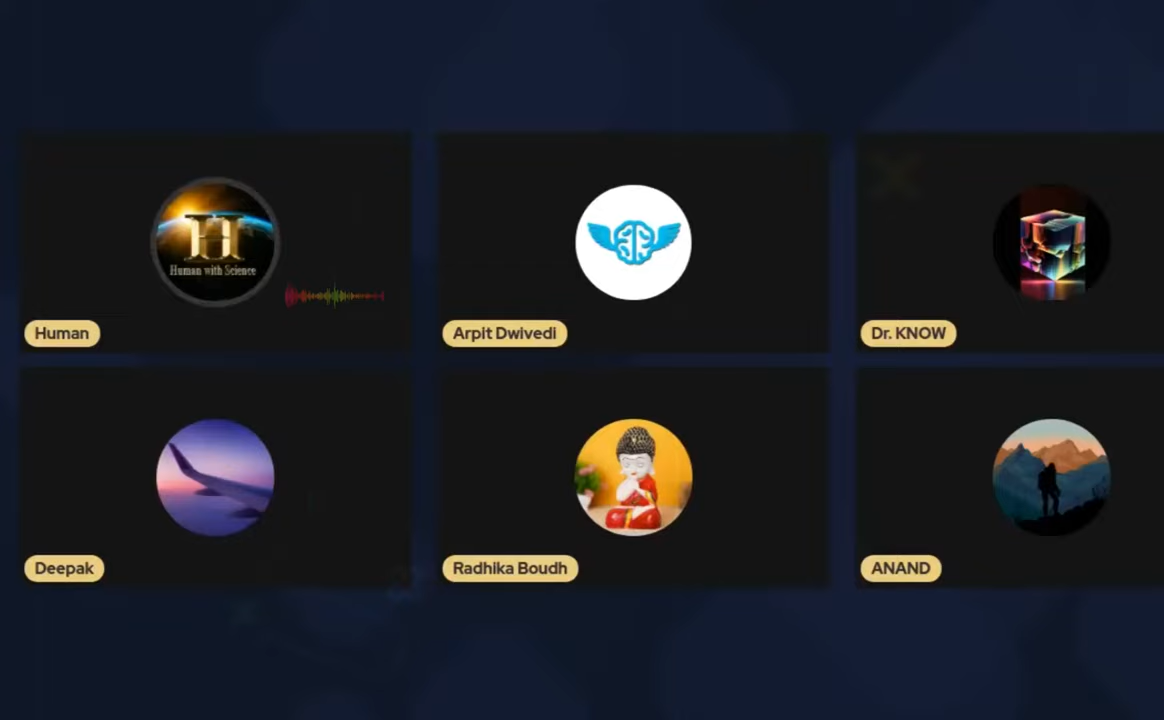 H
Human with Science
Human
Arpit Dwivedi
Dr. KNOW
Deepak
Radhika Boudh
ANAND